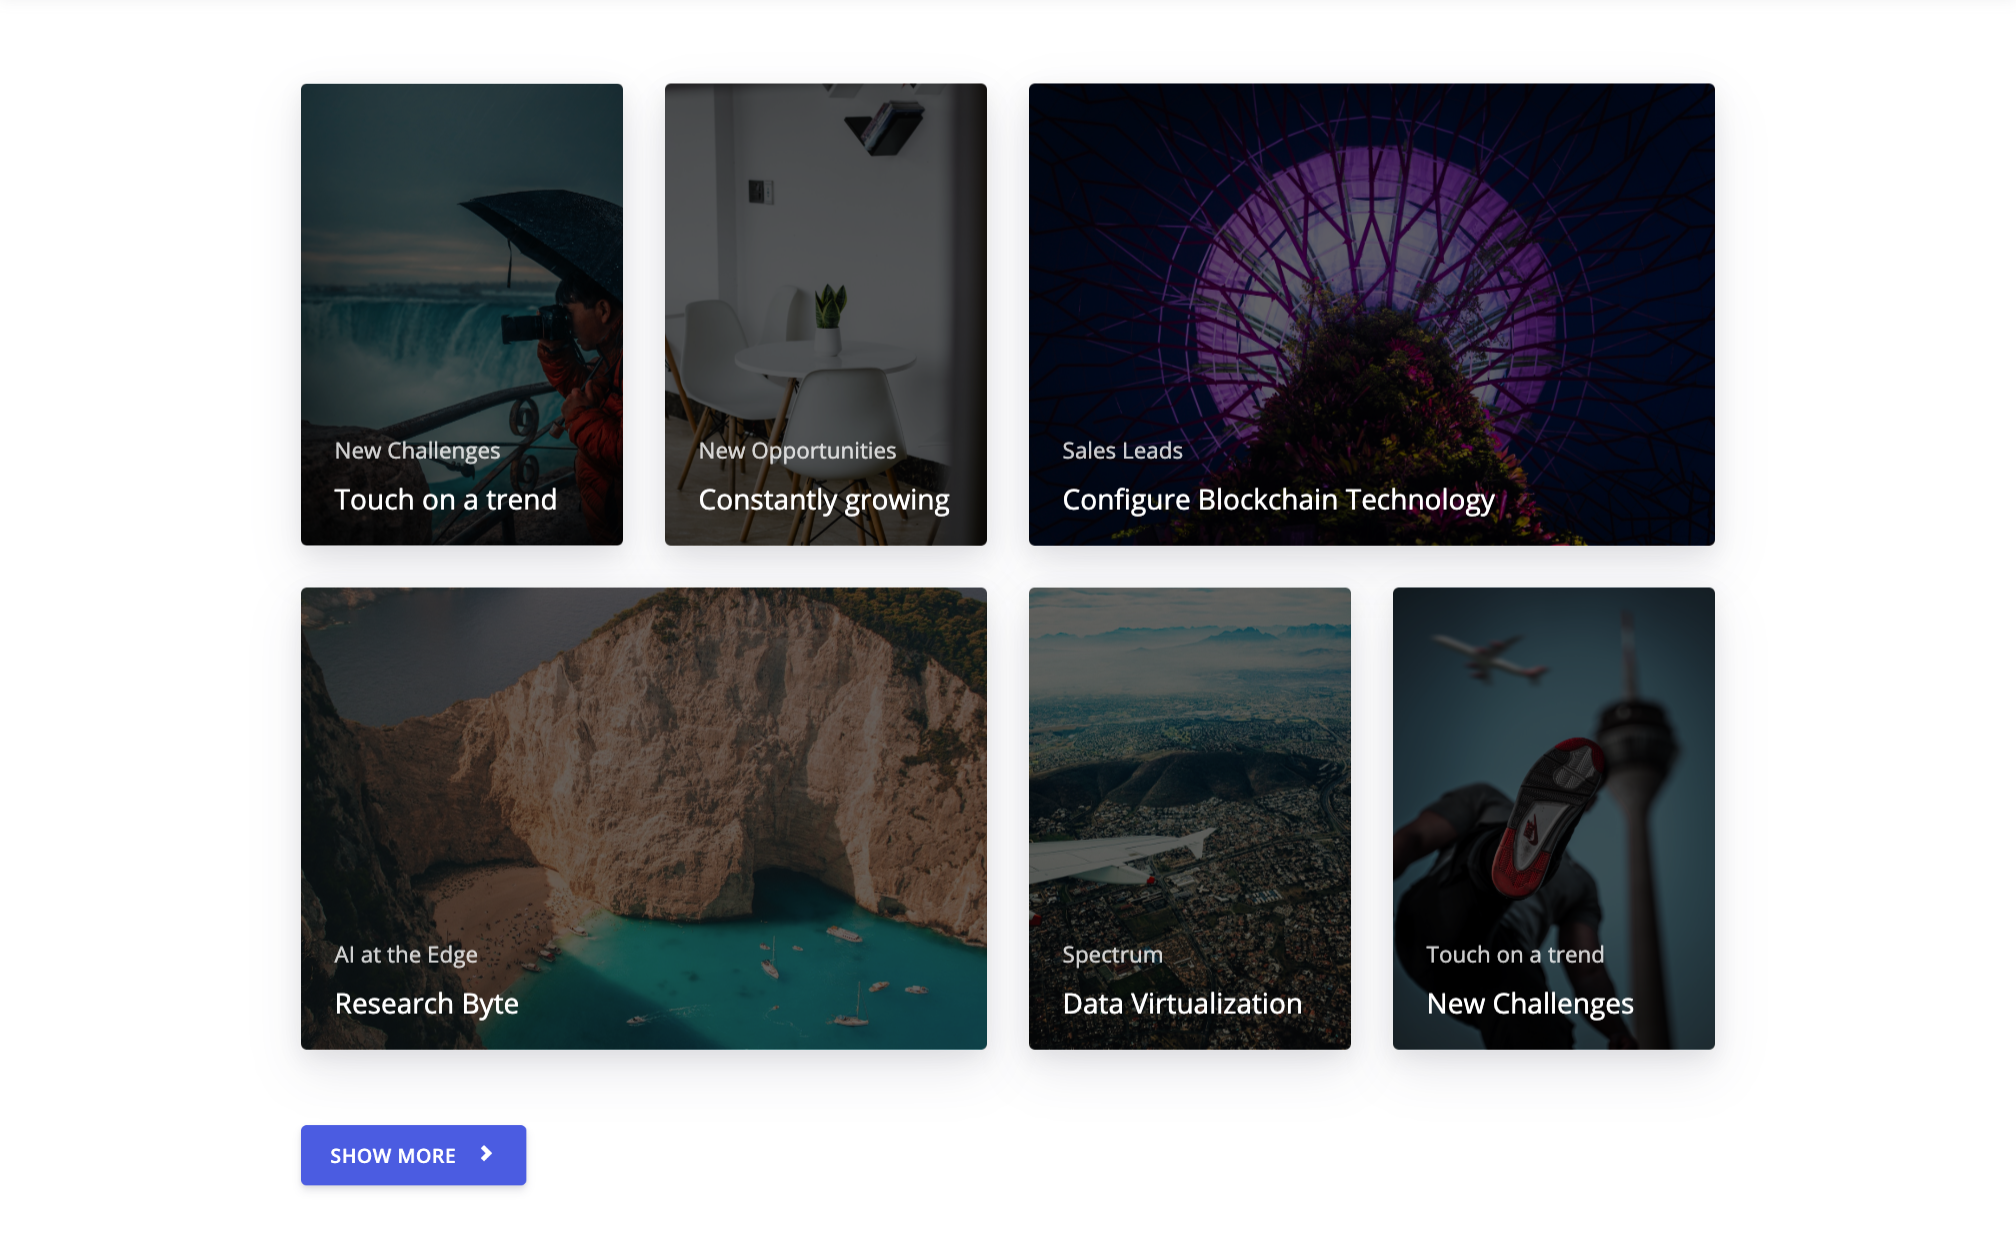 New Challenges
Touch on a trend
New Opportunities
Constantly growing
Sales Leads
Configure Blockchain Technology
AI at the Edge
Research Byte
Spectrum
Data Virtualization
Touch on a trend
New Challenges
SHOW MORE